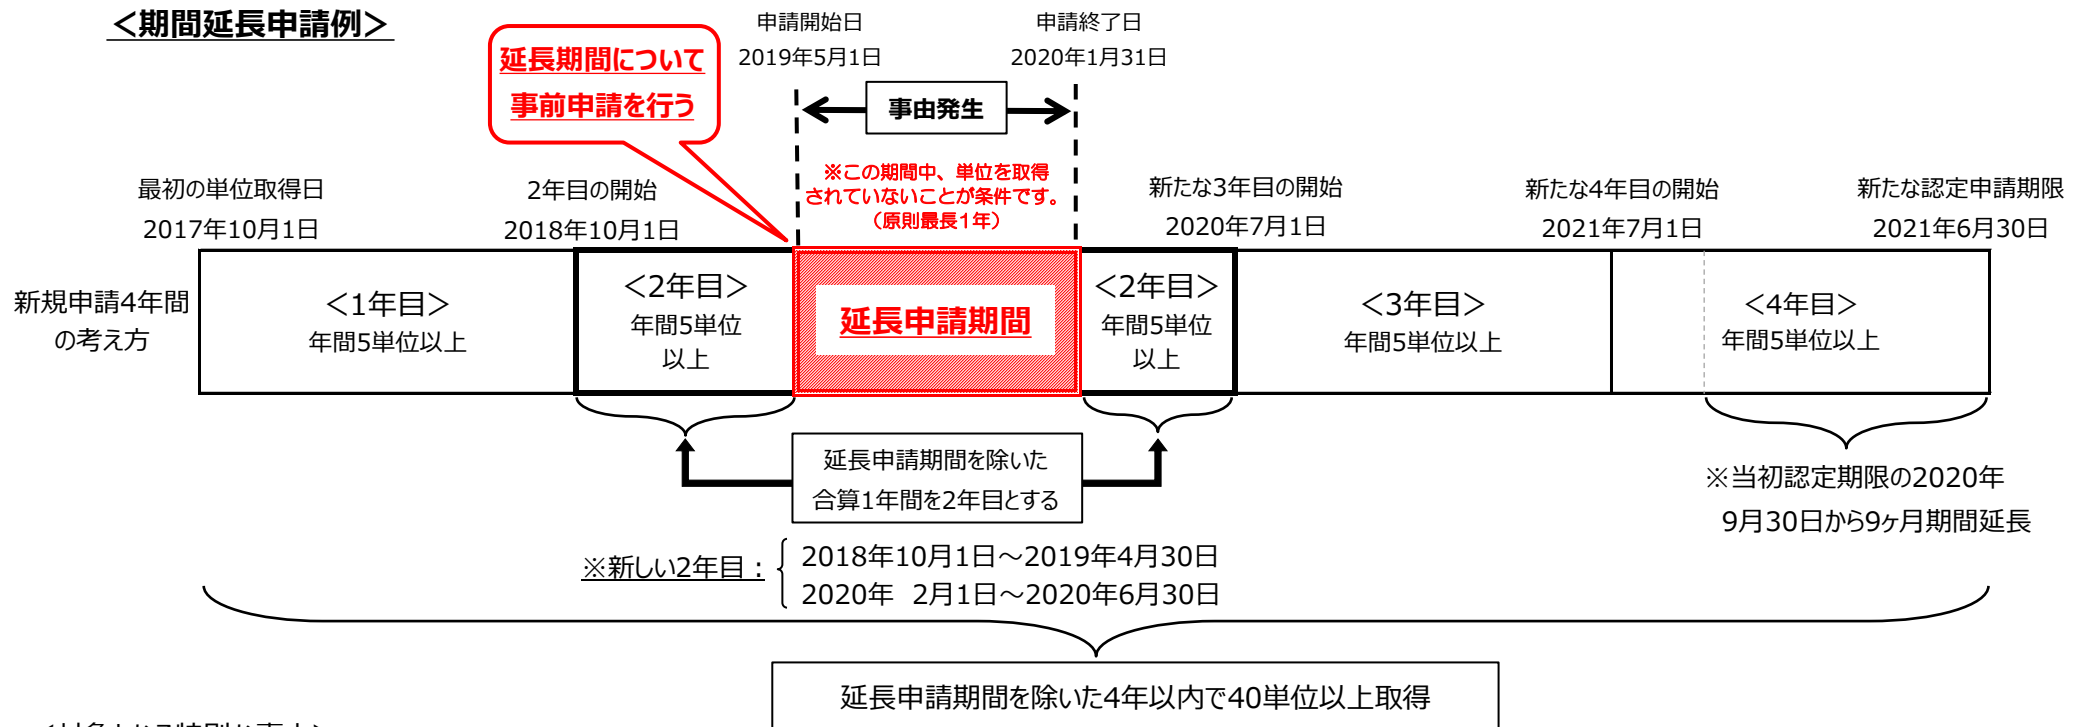 ＜期間延長申請例＞
延長期間について
事前申請を行う
申請開始日
2019年5月1日
申請終了日
2020年1月31日
事由発生
※この期間中、単位を取得
されていないことが条件です。
（原則最長1年）
最初の単位取得日
2017年10月1日
2年目の開始
2018年10月1日
新たな3年目の開始
2020年7月1日
新たな4年目の開始
2021年7月1日
新たな認定申請期限
2021年6月30日
新規申請4年間
の考え方
＜1年目＞
年間5単位以上
＜2年目＞
年間5単位
以上
延長申請期間
＜2年目＞
年間5単位
以上
＜3年目＞
年間5単位以上
＜4年目＞
年間5単位以上
延長申請期間を除いた
合算1年間を2年目とする
※当初認定期限の2020年
9月30日から9ヶ月期間延長
※新しい2年目：
2018年10月1日～2019年4月30日
2020年 2月1日～2020年6月30日
延長申請期間を除いた4年以内で40単位以上取得